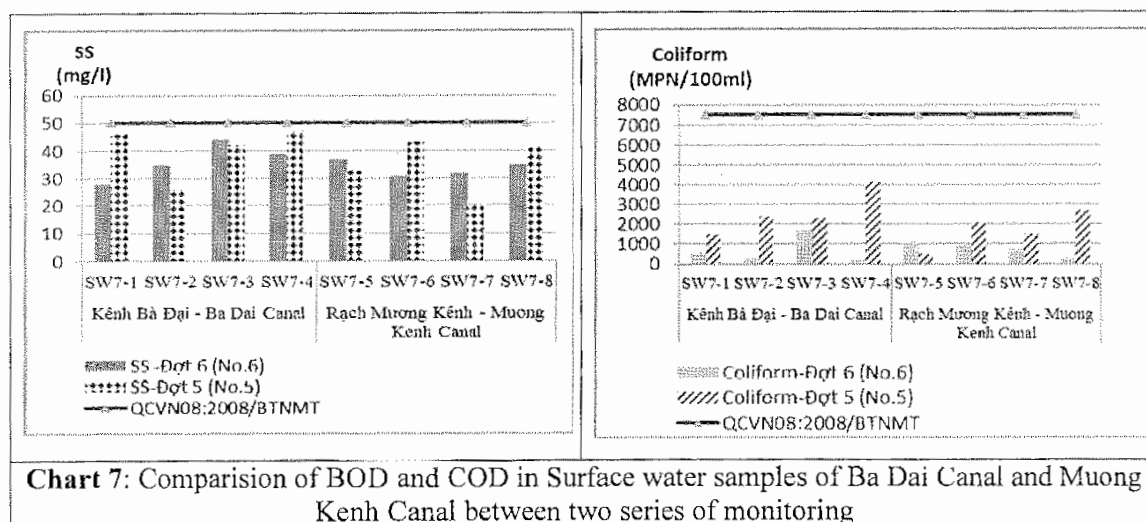 SS
(mg/l)
60
50
40
30
20
10
0
SW7-1 SW7-2 SW7-3 SW7-4 SW7-5 SW7-6 SW7-7 SW7-8
Kênh Bà Đại - Ba Dai Canal
Rạch Mương Kênh - Muong
Kenh Canal
SS -Đợt 6 (No.6)
SS-Đợt 5 (No.5)
QCVN08:2008/BTNMT
Coliform
(MPN/100ml)
8000
7000
6000
5000
4000
3000
2000
1000
0
SW7-1 SW7-2 SW7-3 SW7-4 SW7-5 SW7-6 SW7-7 SW7-8
Kênh Bà Đại - Ba Dai Canal
Rạch Mương Kênh - Muong
Kenh Canal
Coliform-Đợt 6 (No.6)
Coliform-Đợt 5 (No.5)
QCVN08:2008/BTNMT
Chart 7: Comparision of BOD and COD in Surface water samples of Ba Dai Canal and Muong
Kenh Canal between two series of monitoring